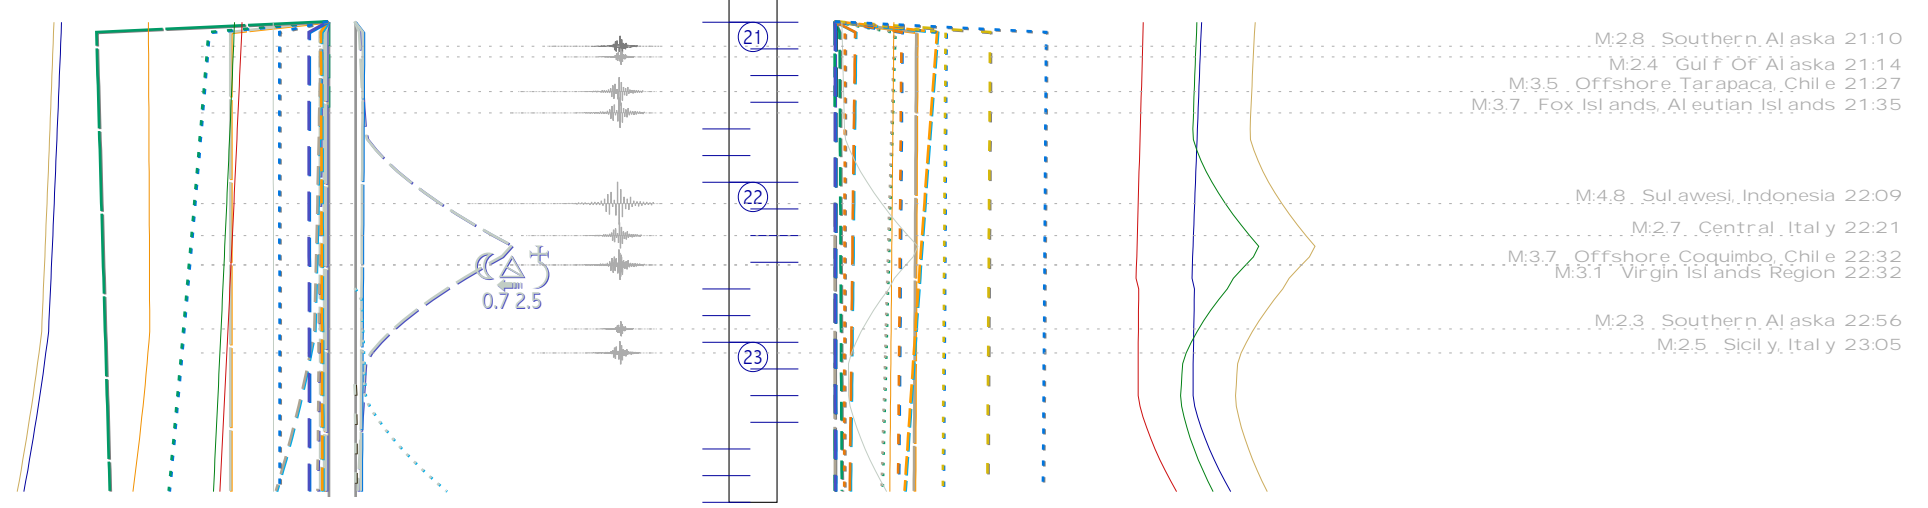 21
M:2.8 Southern Alaska 21:10
M:2.4 Gulf Of Alaska 21:14
M:3.5 Offshore Tarapaca, Chile 21:27
M:3.7 Fox Islands, Aleutian Islands 21:35
22
M:4.8 Sulawesi, Indonesia 22:09
M:2.7 Central Italy 22:21
M:3.7 Offshore Coquimbo, Chile 22:32
M:3.1 Virgin Islands Region 22:32
0.7 2.5
M:2.3 Southern Alaska 22:56
23
M:2.5 Sicily, Italy 23:05